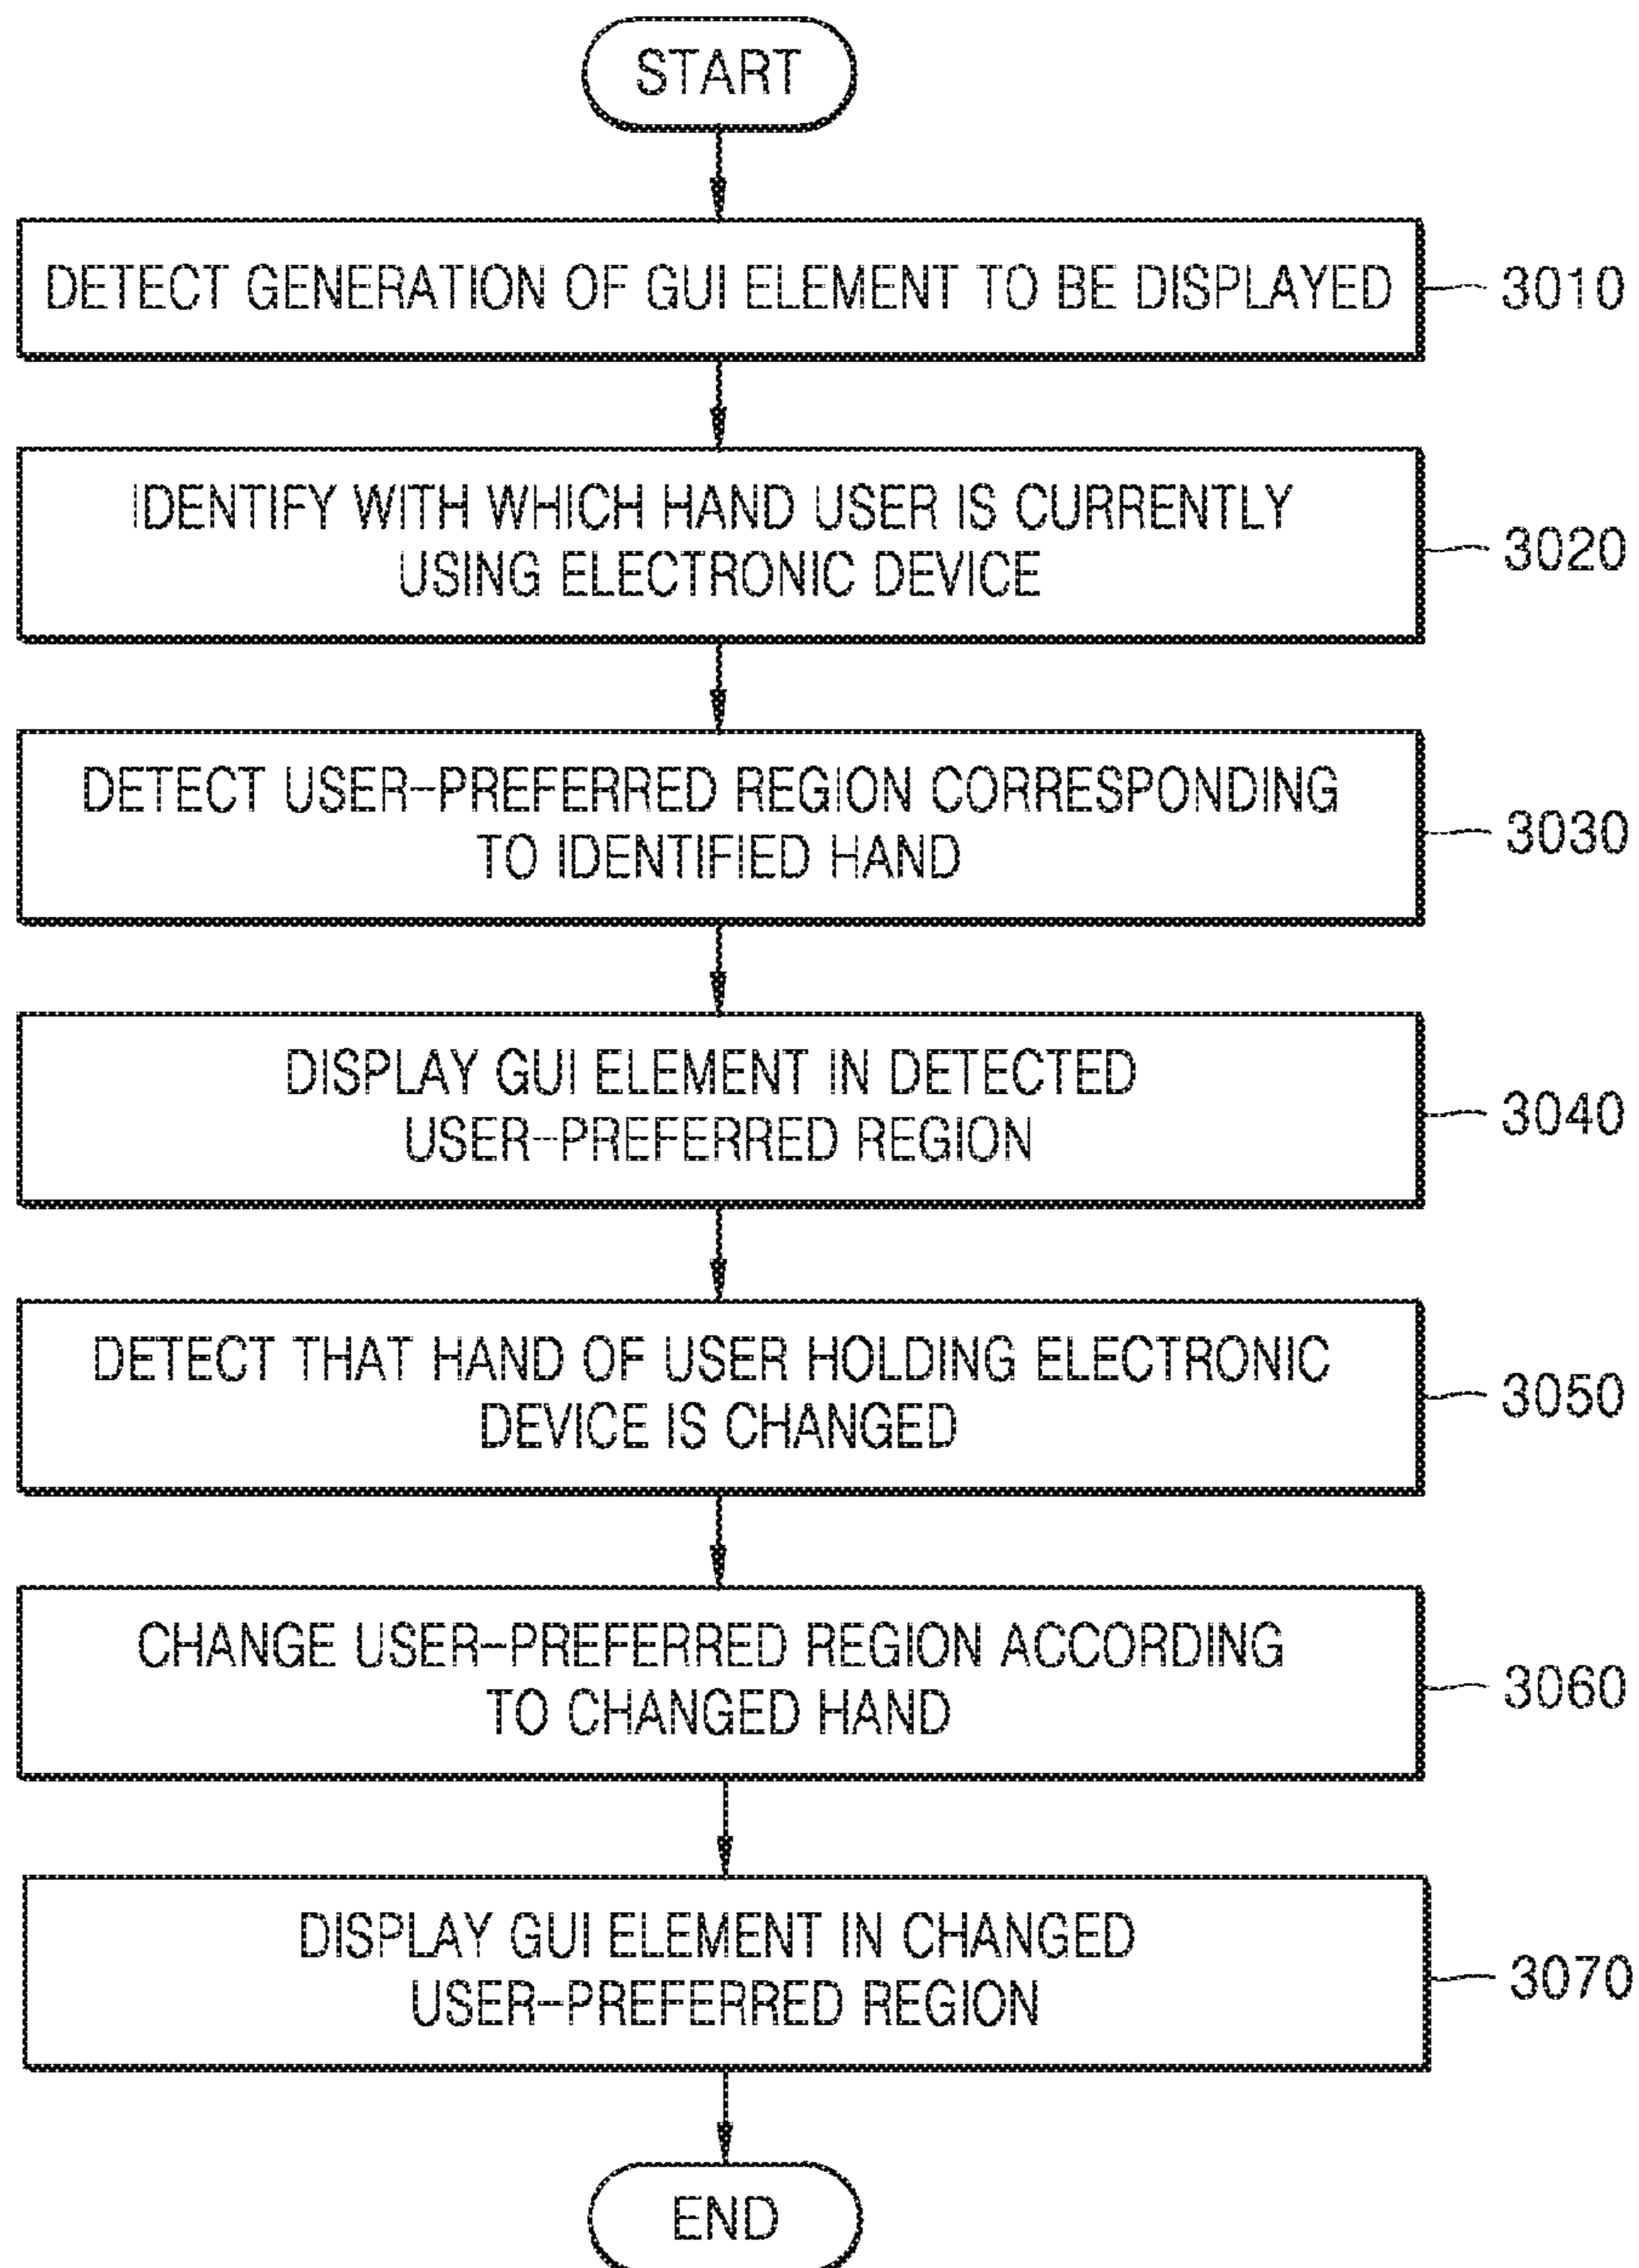 START
DETECT GENERATION OF GUI ELEMENT TO BE DISPLAYED
3010
IDENTIFY WITH WHICH HAND USER IS CURRENTLY
USING ELECTRONIC DEVICE
3020
DETECT USER-PREFERRED REGION CORRESPONDING
TO IDENTIFIED HAND
3030
DISPLAY GUI ELEMENT IN DETECTED
USER-PREFERRED REGION
3040
DETECT THAT HAND OF USER HOLDING ELECTRONIC
DEVICE IS CHANGED
3050
CHANGE USER-PREFERRED REGION ACCORDING
TO CHANGED HAND
3060
DISPLAY GUI ELEMENT IN CHANGED
USER-PREFERRED REGION
3070
END